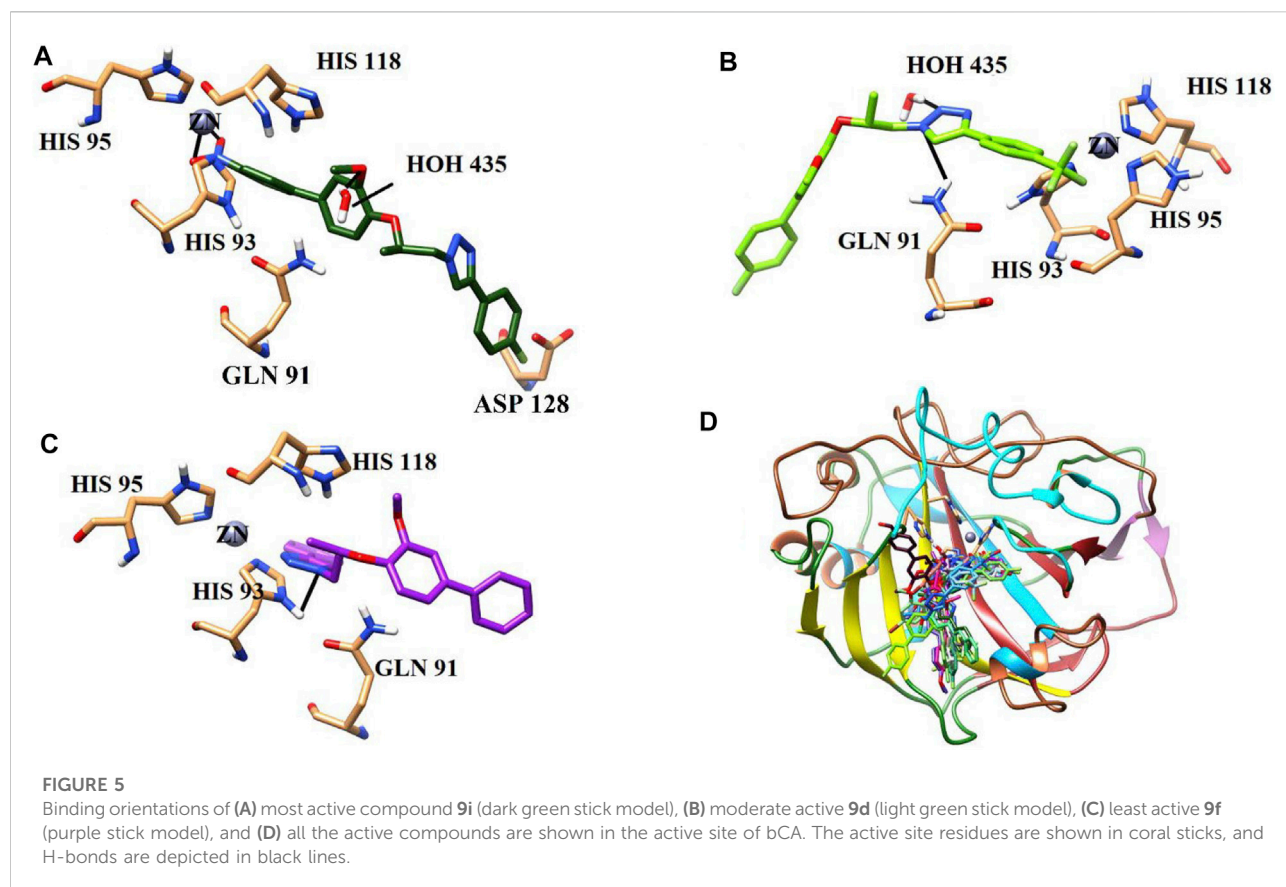 A
HIS 118
ZN
HIS 95
HOH 435
HIS 93
GLN 91
ASP 128
B
HOH 435
HIS 118
ZN
HIS 95
GLN 91
HIS 93
C
HIS 118
HIS 95
ZN
HIS 93
GLN 91
D
FIGURE 5
Binding orientations of (A) most active compound 9i (dark green stick model), (B) moderate active 9d (light green stick model), (C) least active 9f
(purple stick model), and (D) all the active compounds are shown in the active site of bCA. The active site residues are shown in coral sticks, and
H-bonds are depicted in black lines.